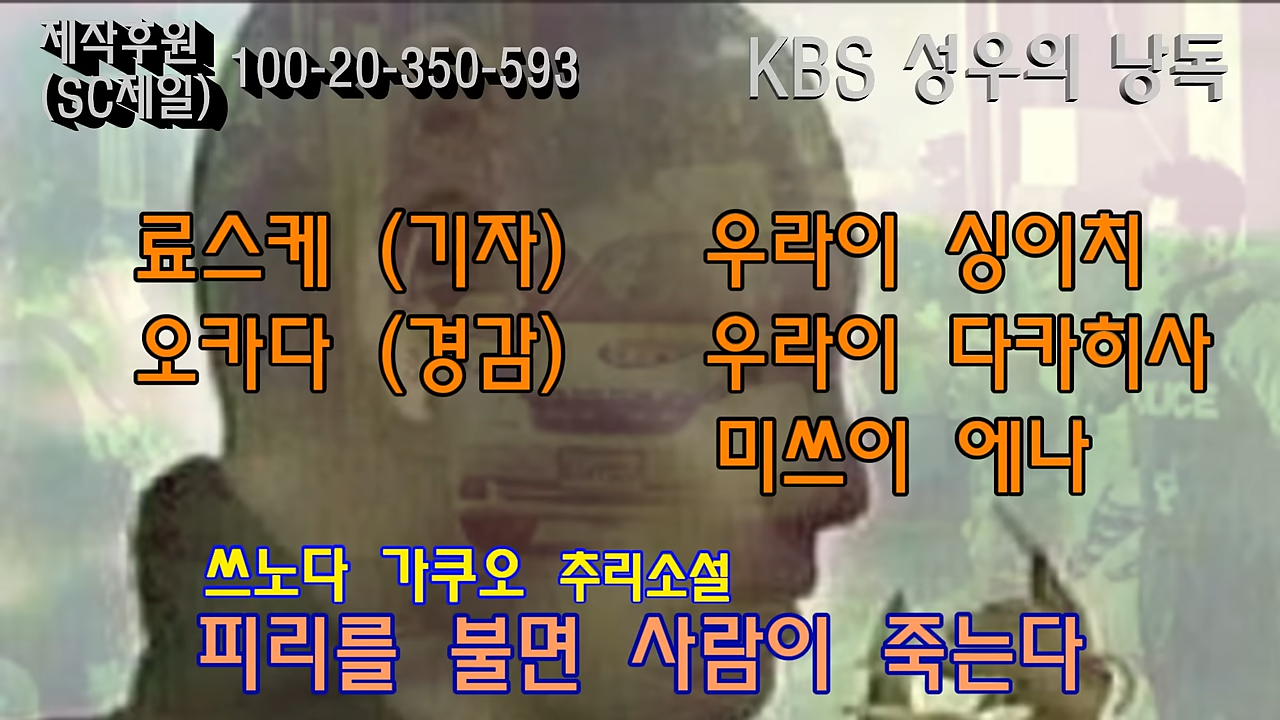 제작후원
(SC제일) 100-20-350-593
KBS 성우의 낭독
료스케 (기자) 우라이 싱이치
오카다 (경감) 우라이 다카히사
미쓰이 에나
쓰노다 가쿠오 추리소설
피리를 불면 사람이 죽는다